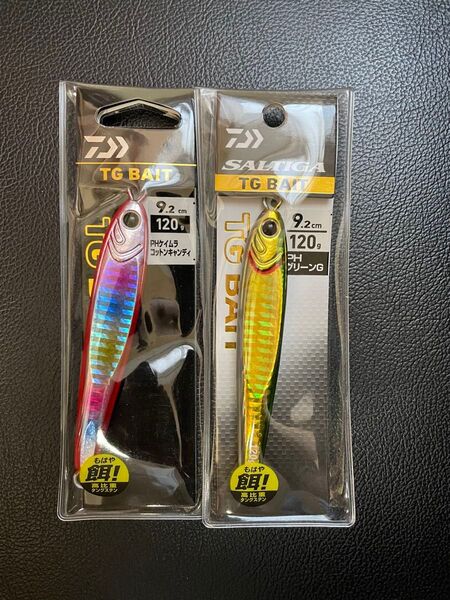 TG BAIT
9.2cm
120g
PHケイムラ
コットンキャンディ
TG B
もはや
餌!
高比重
タングステン
SALTIGA
TG BAIT
9.2cm
120g
PH
グリーンG
TG BAIT
もはや
餌!
高比重
タングステン